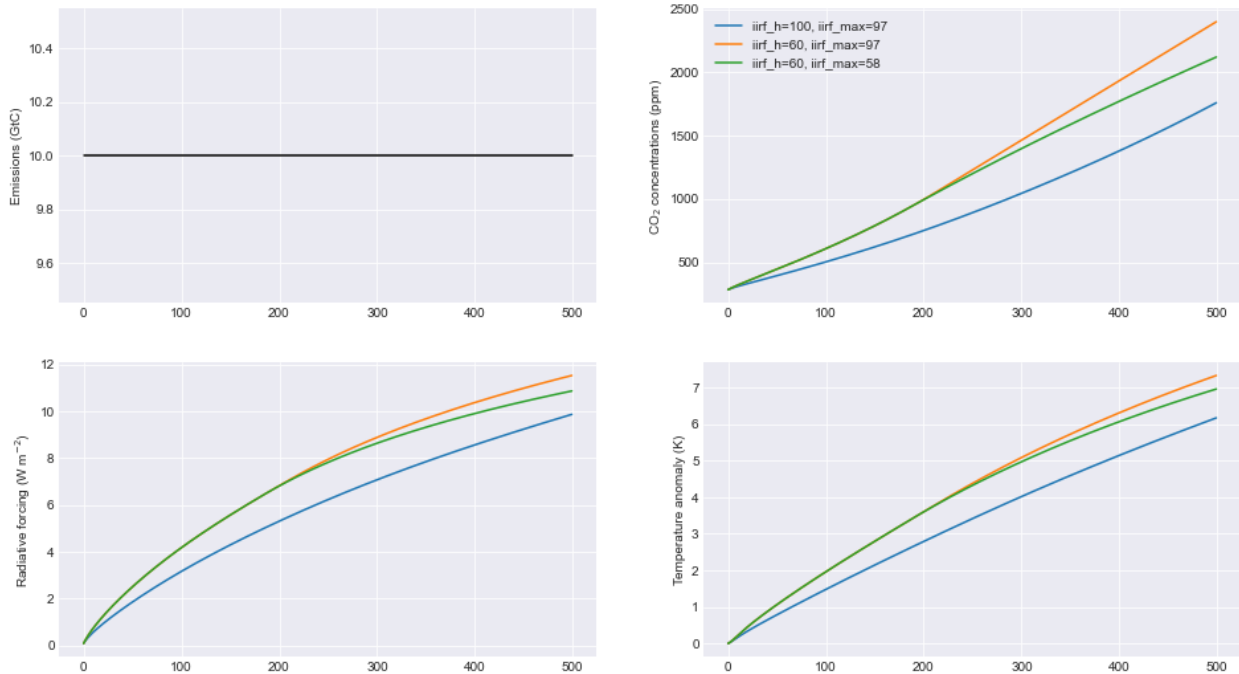 10.4
10.2
10.0
9.8
9.6
Emissions (GtC)
0 100 200 300 400 500
2500
2000
1500
1000
500
CO₂ concentrations (ppm)
iirf_h=100, iirf_max=97
iirf_h=60, iirf_max=97
iirf_h=60, iirf_max=58
0 100 200 300 400 500
12
10
8
6
4
2
0
Radiative forcing (W m⁻²)
0 100 200 300 400 500
7
6
5
4
3
2
1
0
Temperature anomaly (K)
0 100 200 300 400 500